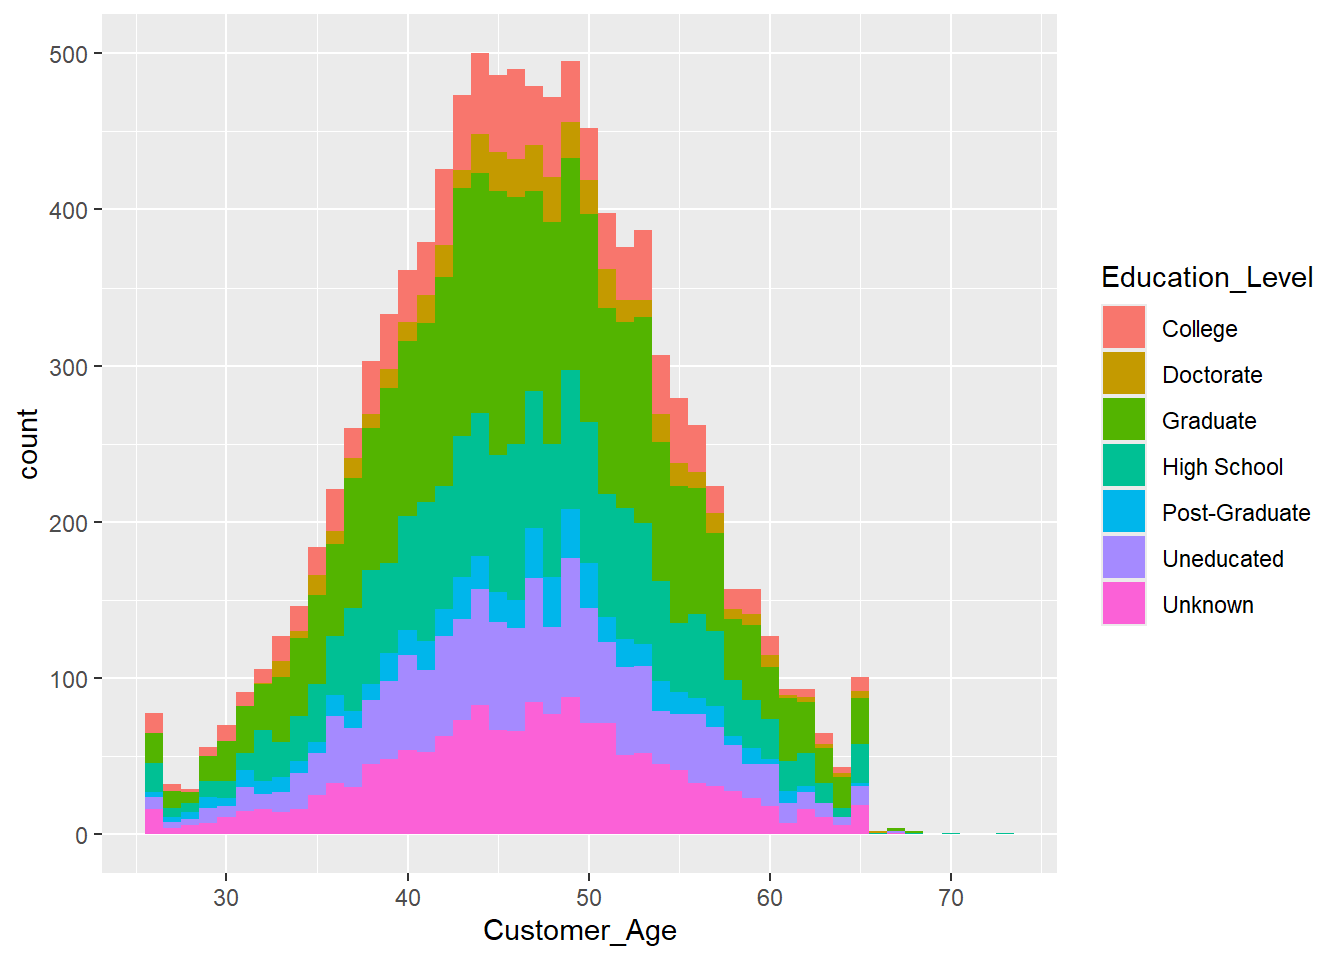 500
400
300
200
100
0
count
30 40 50 60 70
Customer_Age
Education_Level
College
Doctorate
Graduate
High School
Post-Graduate
Uneducated
Unknown